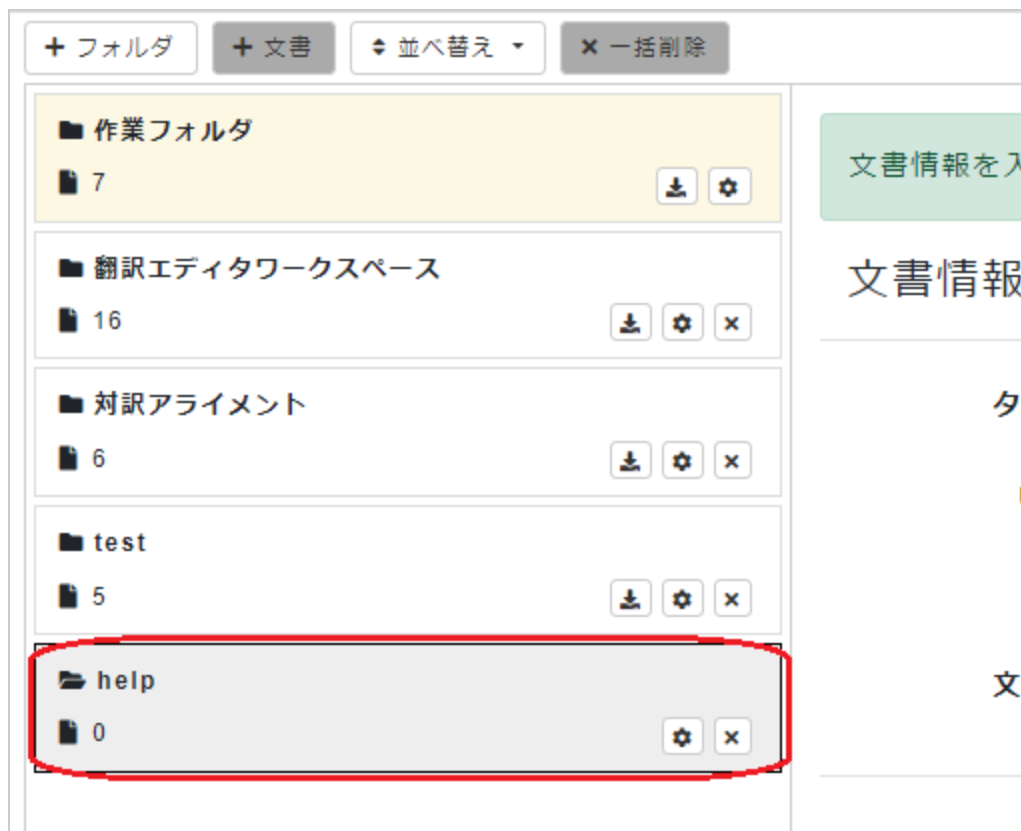 + フォルダ + 文書 並べ替え × 一括削除
作業フォルダ
7
翻訳エディタワークスペース
16
対訳アライメント
6
test
5
help
0
文書情報を
文書情報
タ
文